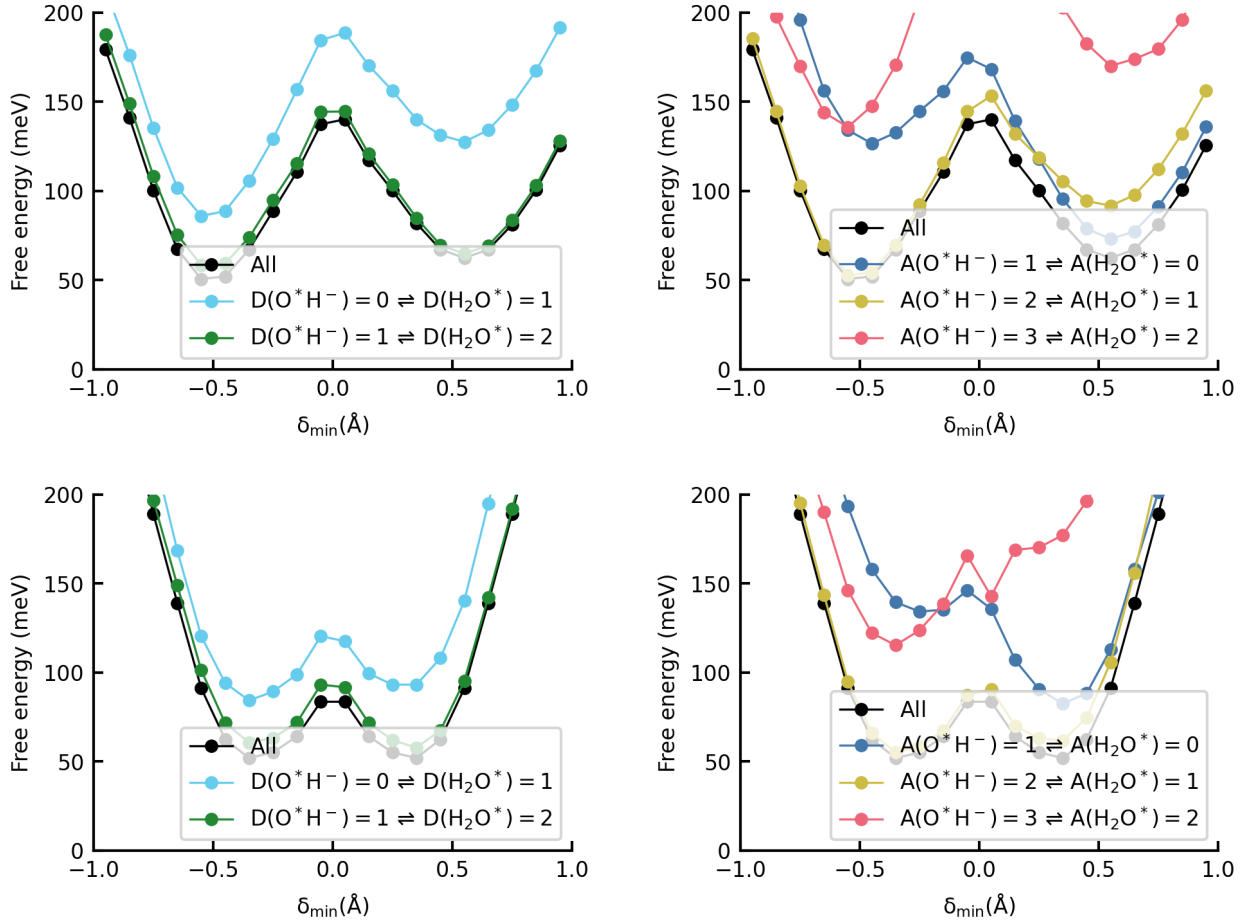 200
150
100
50
0
Free energy (meV)
−1.0 −0.5 0.0 0.5 1.0
δmin(Å)
All
D(O*H−) = 0 ⇌ D(H2O*) = 1
D(O*H−) = 1 ⇌ D(H2O*) = 2
200
150
100
50
0
Free energy (meV)
−1.0 −0.5 0.0 0.5 1.0
δmin(Å)
All
A(O*H−) = 1 ⇌ A(H2O*) = 0
A(O*H−) = 2 ⇌ A(H2O*) = 1
A(O*H−) = 3 ⇌ A(H2O*) = 2
200
150
100
50
0
Free energy (meV)
−1.0 −0.5 0.0 0.5 1.0
δmin(Å)
All
D(O*H−) = 0 ⇌ D(H2O*) = 1
D(O*H−) = 1 ⇌ D(H2O*) = 2
200
150
100
50
0
Free energy (meV)
−1.0 −0.5 0.0 0.5 1.0
δmin(Å)
All
A(O*H−) = 1 ⇌ A(H2O*) = 0
A(O*H−) = 2 ⇌ A(H2O*) = 1
A(O*H−) = 3 ⇌ A(H2O*) = 2